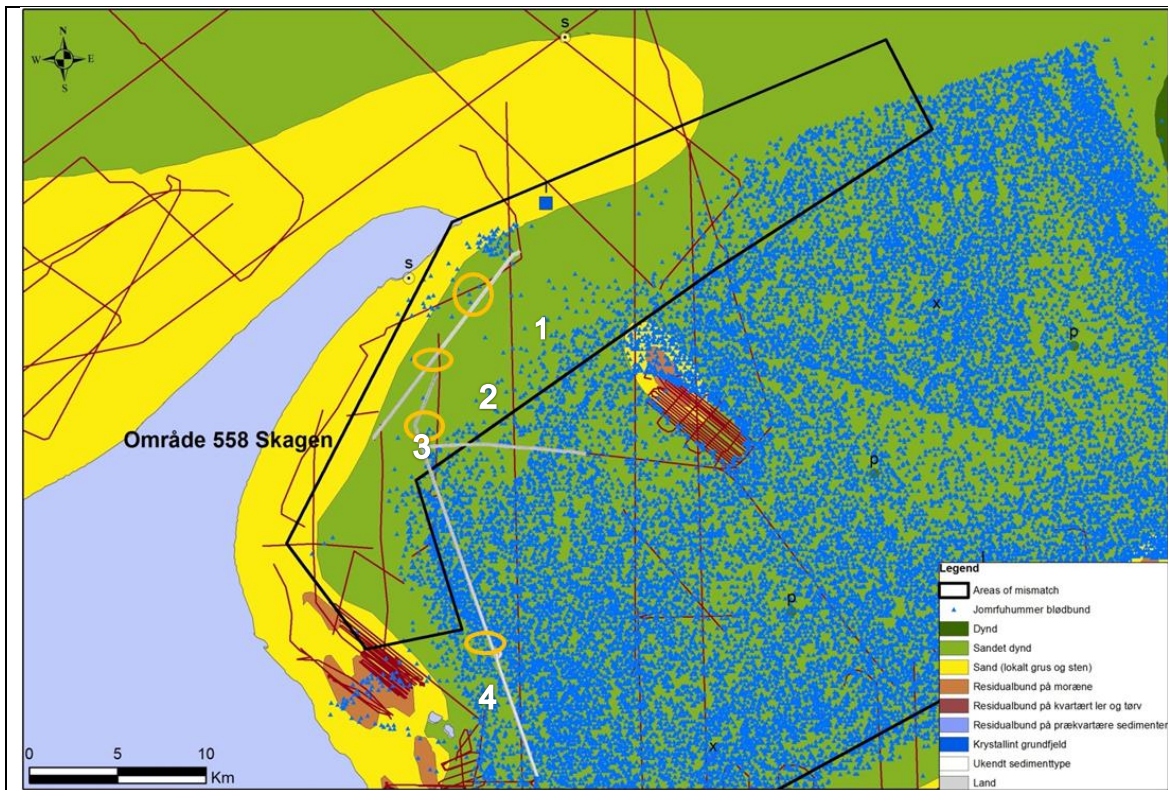 N
W E
S
s
s
1
2
Område 558 Skagen
3
4
x
p
p
p
x
0 5 10
Km
Legend
Areas of mismatch
Jomfruhummer blødbund
Dynd
Sandet dynd
Sand (lokalt grus og sten)
Residualbund på moræne
Residualbund på kvartært ler og tørv
Residualbund på prækvartære sedimenter
Krystallint grundfjeld
Ukendt sedimenttype
Land